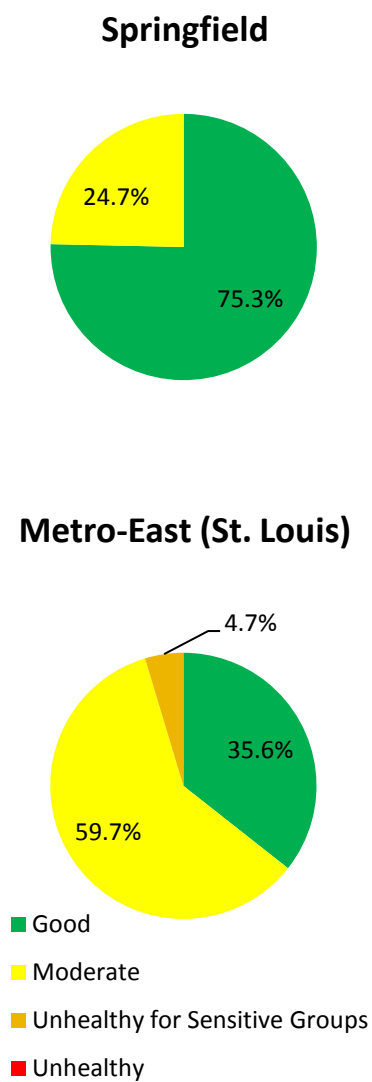 Springfield
24.7%
75.3%
Metro-East (St. Louis)
4.7%
35.6%
59.7%
Good
Moderate
Unhealthy for Sensitive Groups
Unhealthy